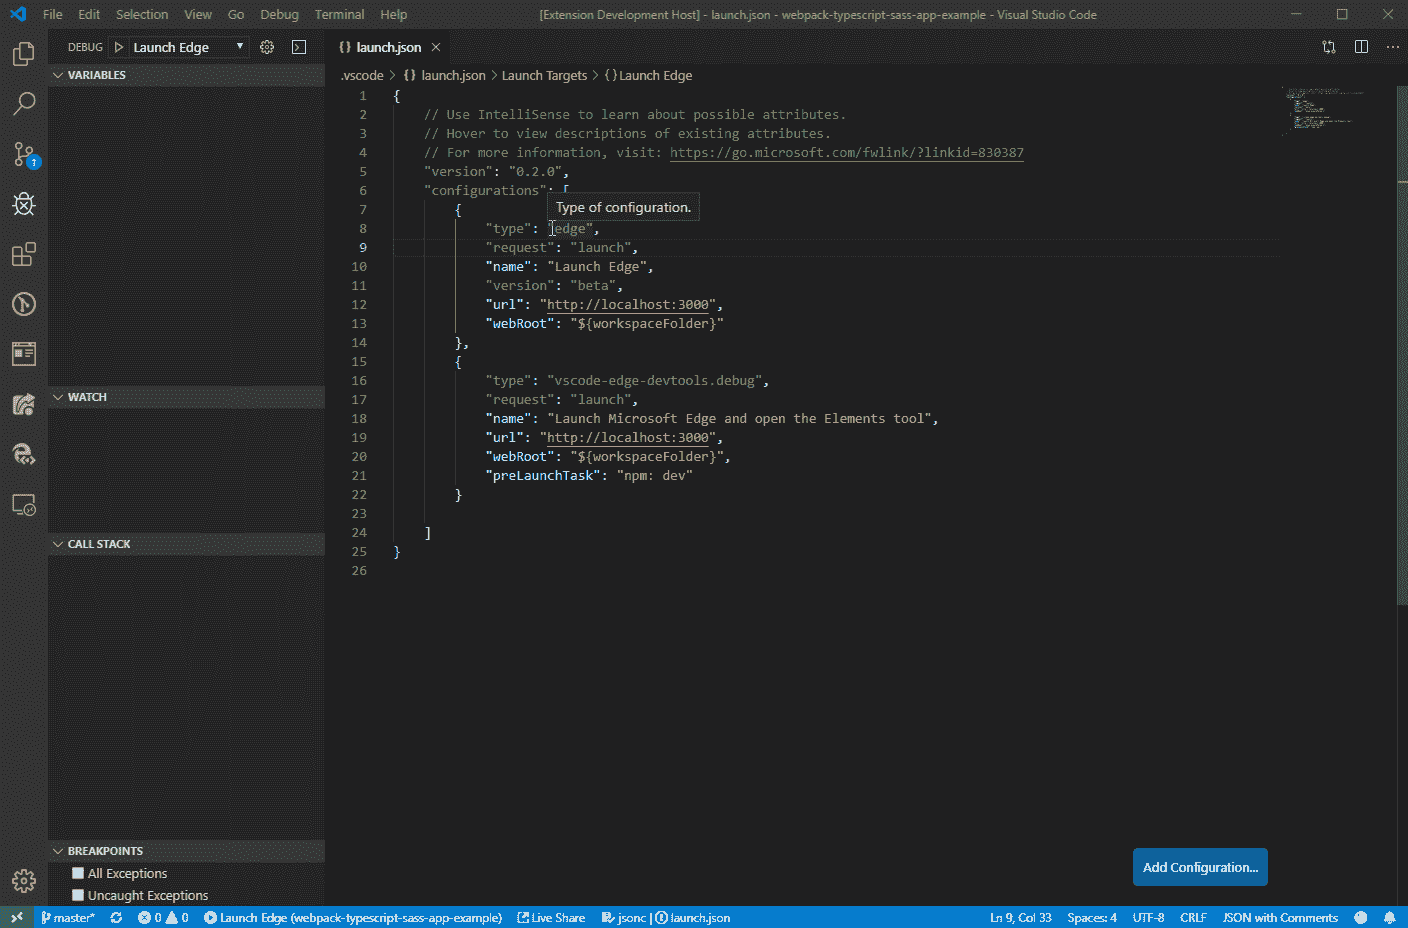 File Edit Selection View Go Debug Terminal Help
[Extension Development Host] - launch.json - webpack-typescript-sass-app-example - Visual Studio Code
DEBUG Launch Edge
{} launch.json
VARIABLES
.vscode > {} launch.json > Launch Targets > {} Launch Edge
1 {
2 // Use IntelliSense to learn about possible attributes.
3 // Hover to view descriptions of existing attributes.
4 // For more information, visit: https://go.microsoft.com/fwlink/?linkid=830387
5 "version": "0.2.0",
6 "configurations": [
Type of configuration.
7 {
8 "type": "edge",
9 "request": "launch",
10 "name": "Launch Edge",
11 "version": "beta",
12 "url": "http://localhost:3000",
13 "webRoot": "${workspaceFolder}"
14 },
15 {
16 "type": "vscode-edge-devtools.debug",
17 "request": "launch",
18 "name": "Launch Microsoft Edge and open the Elements tool",
19 "url": "http://localhost:3000",
20 "webRoot": "${workspaceFolder}",
21 "preLaunchTask": "npm: dev"
22 }
23
24 ]
25 }
26
WATCH
CALL STACK
BREAKPOINTS
All Exceptions
Uncaught Exceptions
Add Configuration...
1
master* 0 0 Launch Edge (webpack-typescript-sass-app-example) Live Share jsonc | launch.json Ln 9, Col 33 Spaces: 4 UTF-8 CRLF JSON with Comments